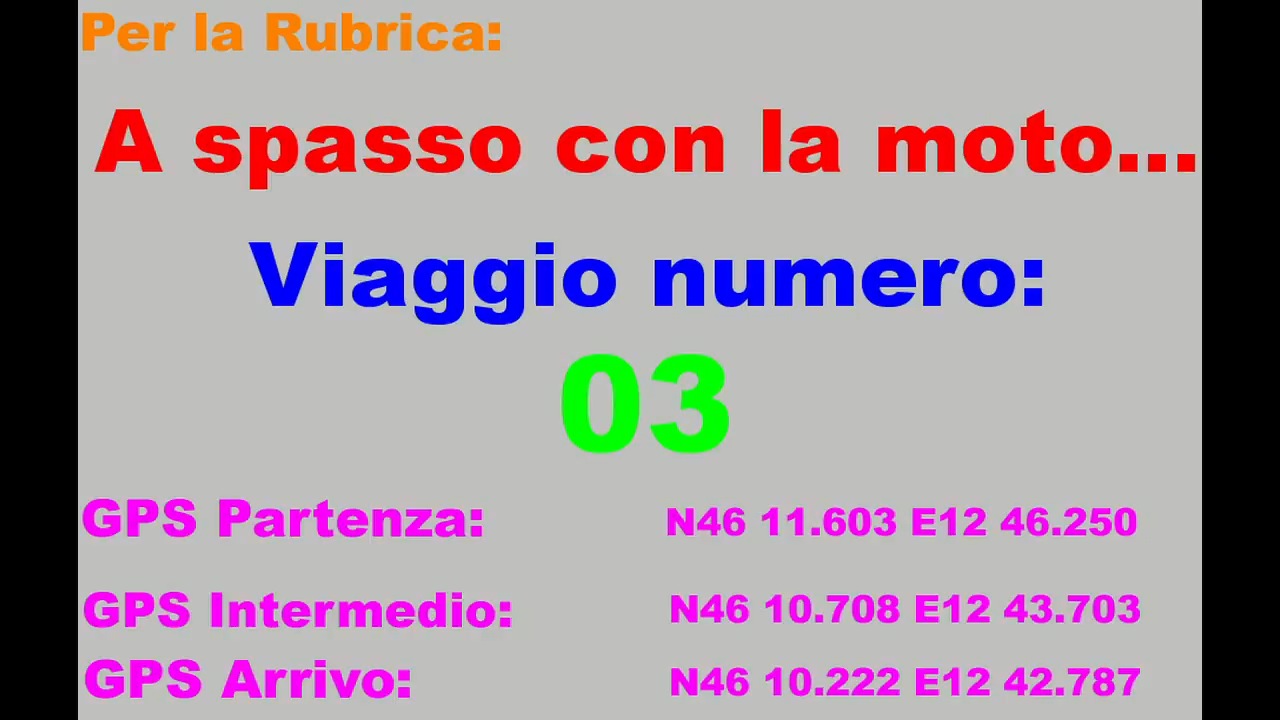 Per la Rubrica:
A spasso con la moto...
Viaggio numero:
03
GPS Partenza: N46 11.603 E12 46.250
GPS Intermedio: N46 10.708 E12 43.703
GPS Arrivo: N46 10.222 E12 42.787